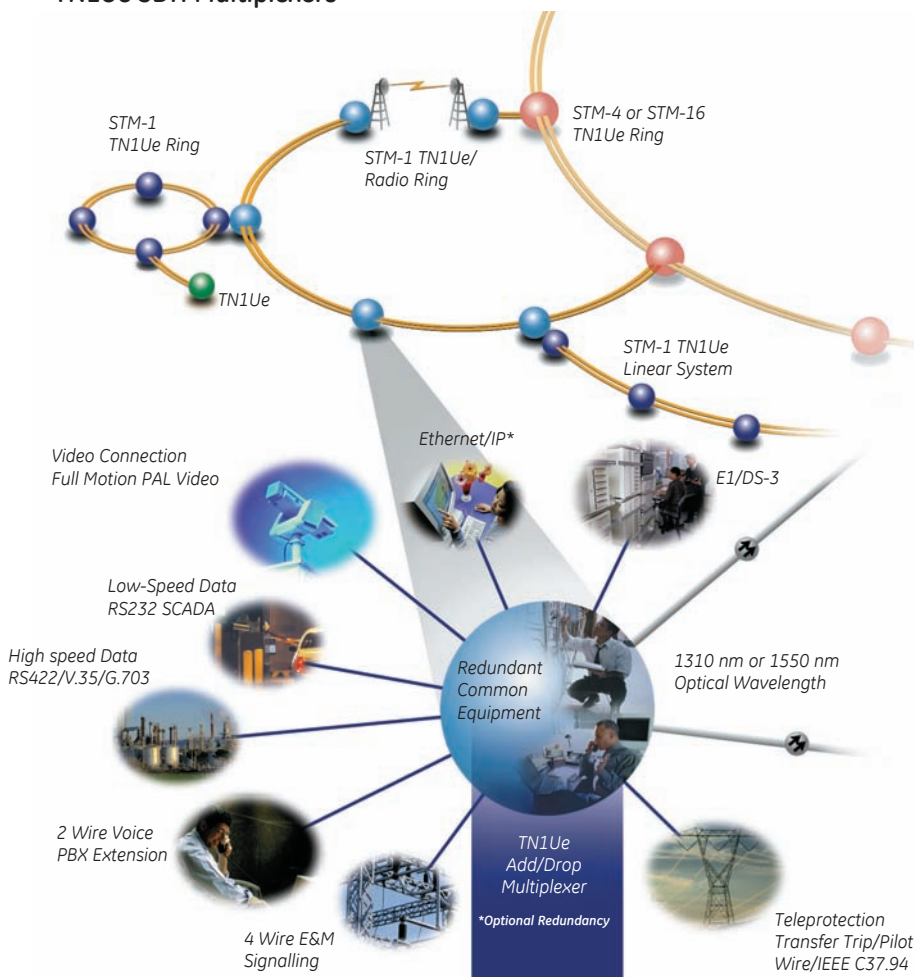 STM-1
TN1Ue Ring
STM-1 TN1Ue/
Radio Ring
STM-4 or STM-16
TN1Ue Ring
TN1Ue
STM-1 TN1Ue
Linear System
Video Connection
Full Motion PAL Video
Ethernet/IP*
E1/DS-3
Low-Speed Data
RS232 SCADA
High speed Data
RS422/V.35/G.703
Redundant
Common
Equipment
1310 nm or 1550 nm
Optical Wavelength
2 Wire Voice
PBX Extension
TN1Ue
Add/Drop
Multiplexer
*Optional Redundancy
4 Wire E&M
Signalling
Teleprotection
Transfer Trip/Pilot
Wire/IEEE C37.94